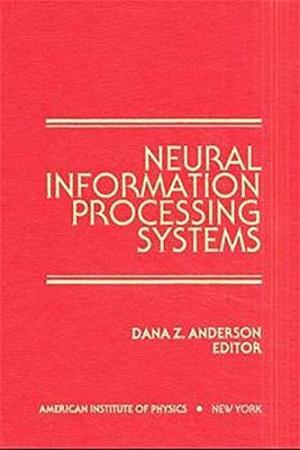 NEURAL
INFORMATION
PROCESSING
SYSTEMS
DANA Z. ANDERSON
EDITOR
AMERICAN INSTITUTE OF PHYSICS • NEW YORK